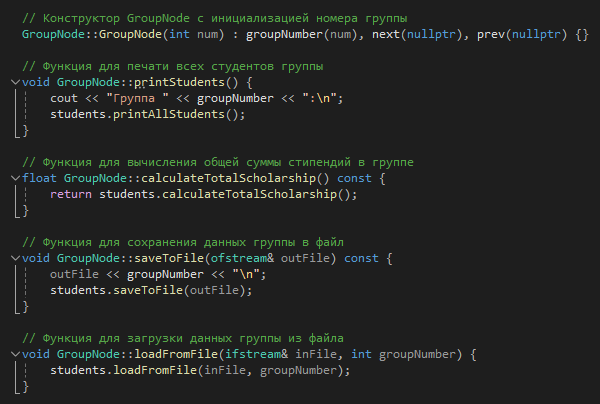 // Конструктор GroupNode с инициализацией номера группы
GroupNode::GroupNode(int num) : groupNumber(num), next(nullptr), prev(nullptr) {}
// Функция для печати всех студентов группы
void GroupNode::printStudents() {
cout << "Группа " << groupNumber << ":\n";
students.printAllStudents();
}
// Функция для вычисления общей суммы стипендий в группе
float GroupNode::calculateTotalScholarship() const {
return students.calculateTotalScholarship();
}
// Функция для сохранения данных группы в файл
void GroupNode::saveToFile(ofstream& outFile) const {
outFile << groupNumber << "\n";
students.saveToFile(outFile);
}
// Функция для загрузки данных группы из файла
void GroupNode::loadFromFile(ifstream& inFile, int groupNumber) {
students.loadFromFile(inFile, groupNumber);
}